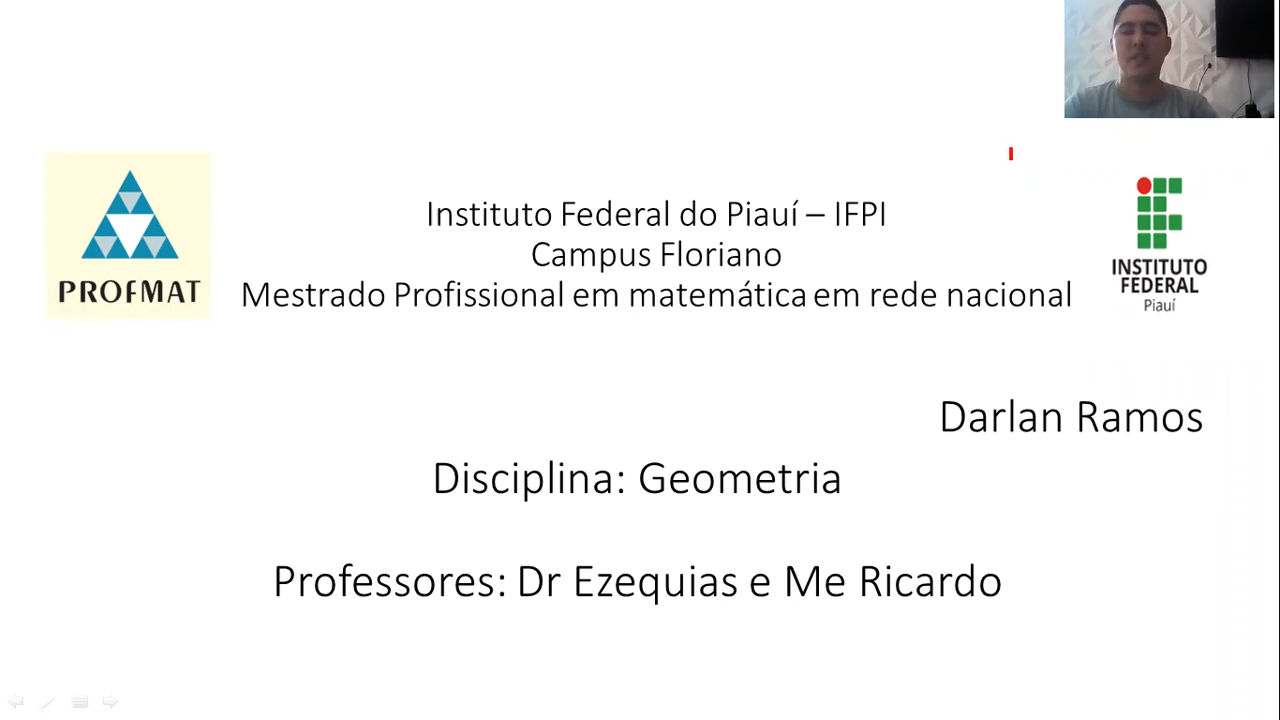 PROFMAT
Instituto Federal do Piauí – IFPI
Campus Floriano
Mestrado Profissional em matemática em rede nacional
INSTITUTO
FEDERAL
Piauí
Darlan Ramos
Disciplina: Geometria
Professores: Dr Ezequias e Me Ricardo